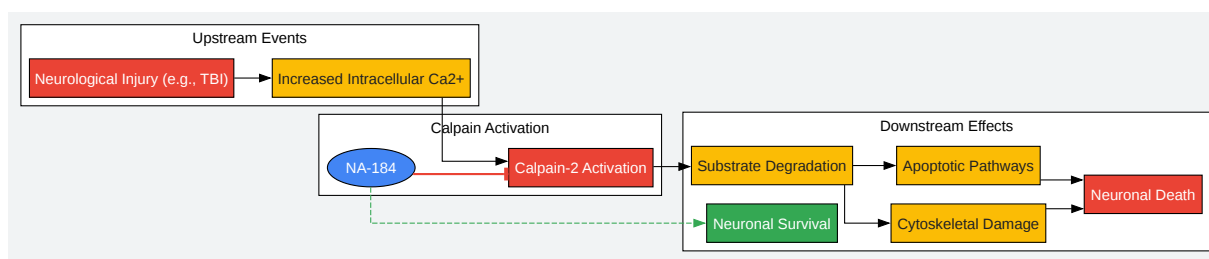 Upstream Events
Neurological Injury (e.g., TBI)
Increased Intracellular Ca2+
Calpain Activation
NA-184
Calpain-2 Activation
Downstream Effects
Substrate Degradation
Apoptotic Pathways
Neuronal Death
Neuronal Survival
Cytoskeletal Damage